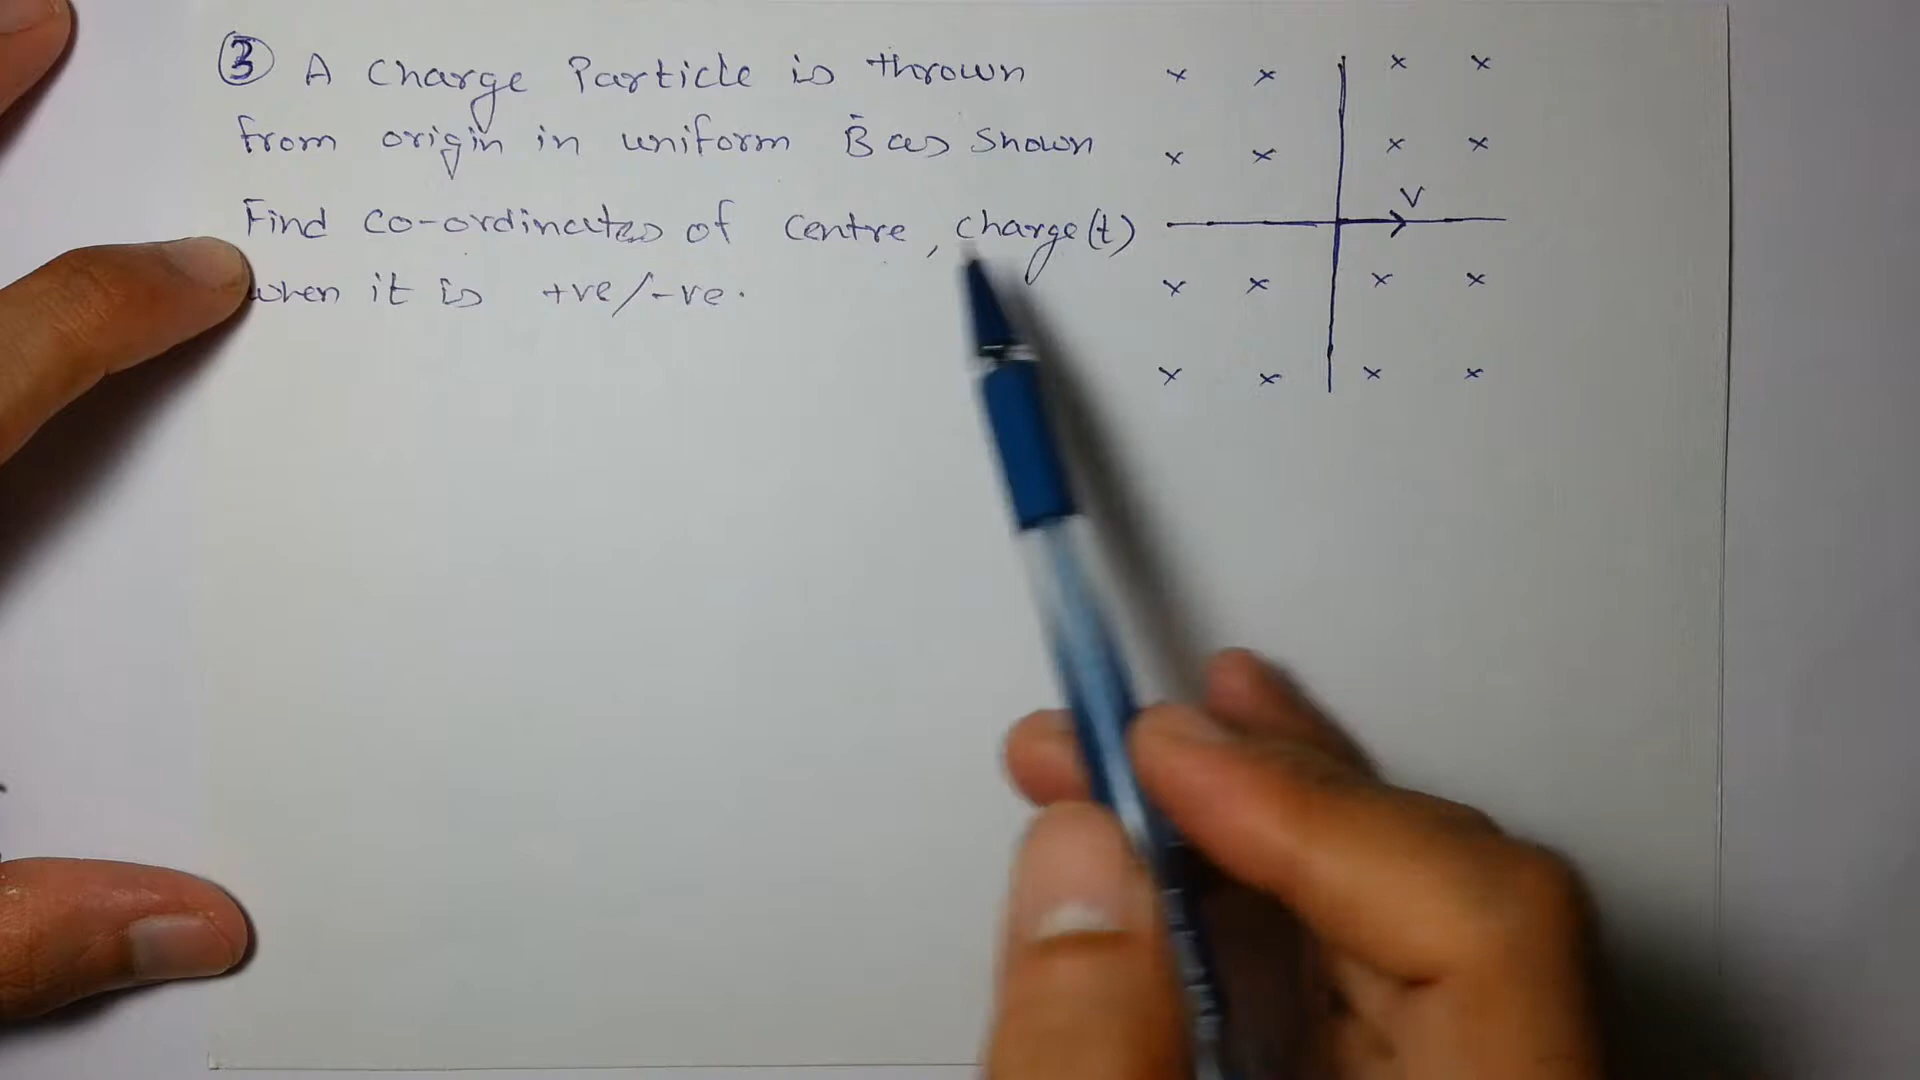 ③ A Charge Particle is thrown
from origin in uniform B̄ as shown
Find co-ordinates of centre, charge(t)
when it is +ve/-ve.
x x x x
x x x x
V
x x x x
x x x x